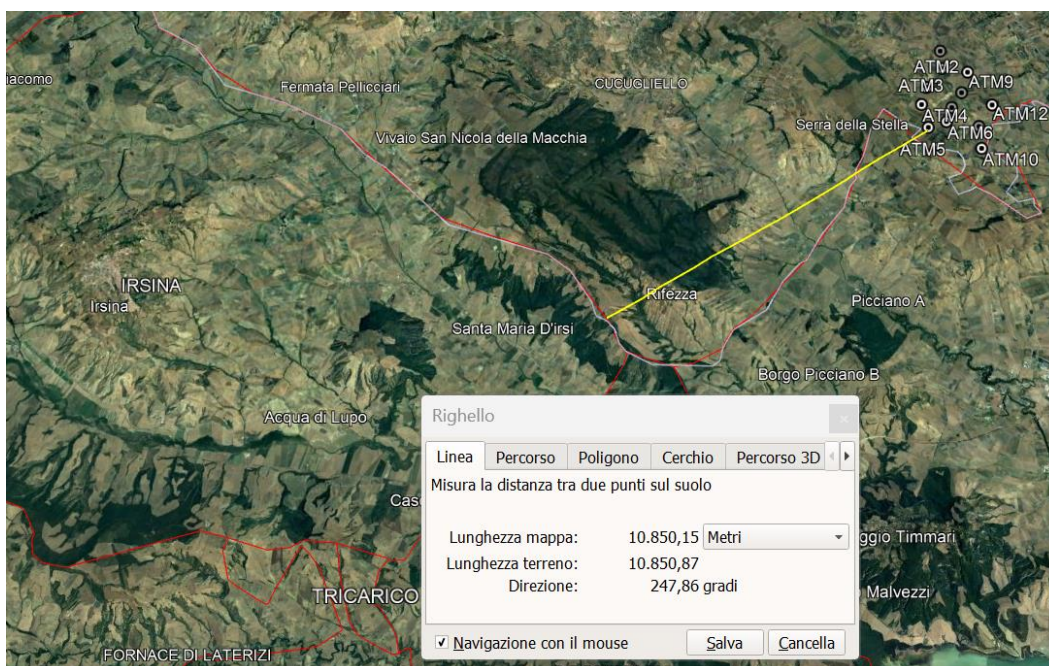 ATM2
ATM9
iacomo
Fermata Pellicciari
CUCUGLIELLO
ATM3
ATM12
Serra della Stella
ATM4
ATM6
Vivaio San Nicola della Macchia
ATM5
ATM10
IRSINA
Irsina
Rifezza
Picciano A
Santa Maria D'irsi
Borgo Picciano B
Acqua di Lupo
Righello
Linea
Percorso
Poligono
Cerchio
Percorso 3D
Misura la distanza tra due punti sul suolo
Cas
Lunghezza mappa: 10.850,15 Metri
ggio Timmari
Lunghezza terreno: 10.850,87
Direzione: 247,86 gradi
TRICARICO
Malvezzi
Navigazione con il mouse
Salva
Cancella
FORNACE DI LATERIZI